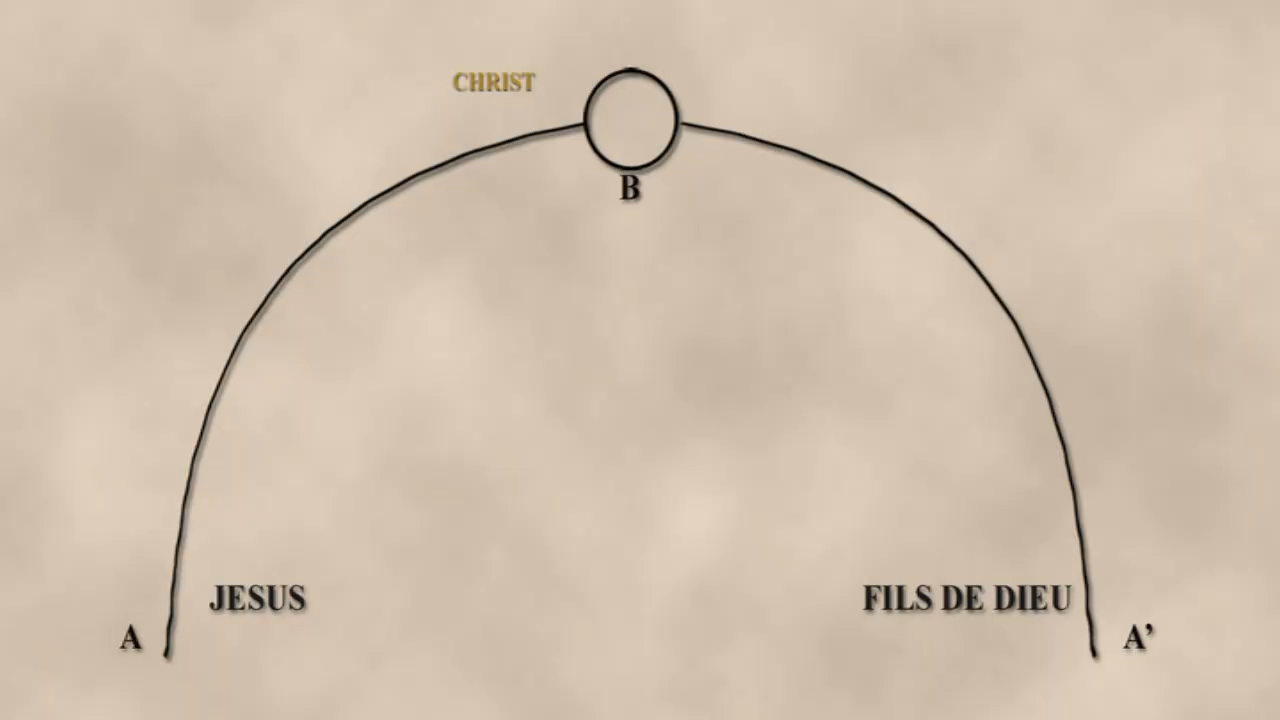 CHRIST
B
JESUS
FILS DE DIEU
A
A’